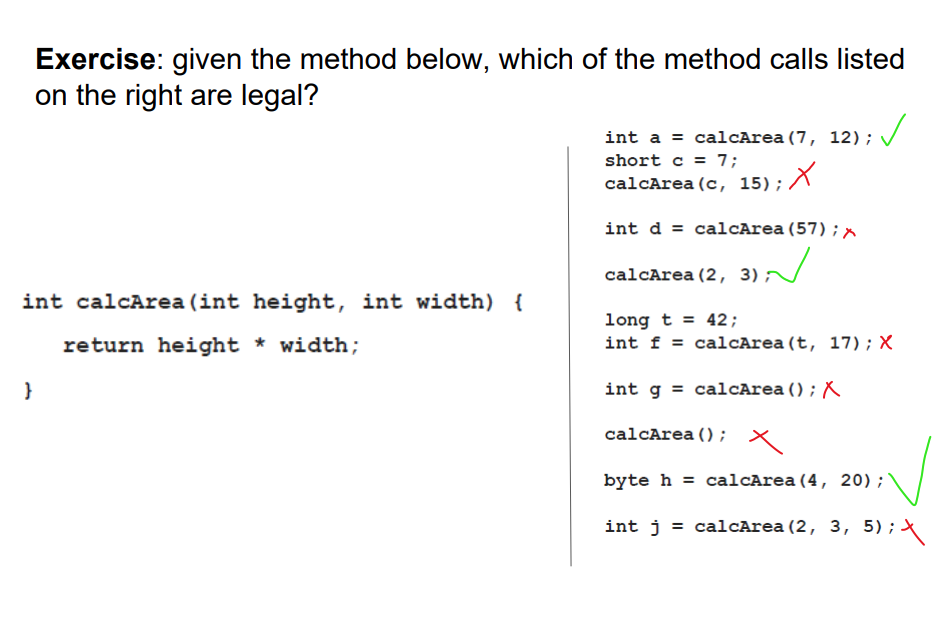 Exercise: given the method below, which of the method calls listed
on the right are legal?
int calcArea(int height, int width) {
return height * width;
}
int a = calcArea(7, 12);
short c = 7;
calcArea(c, 15);
int d = calcArea(57);
calcArea(2, 3);
long t = 42;
int f = calcArea(t, 17);
int g = calcArea();
calcArea();
byte h = calcArea(4, 20);
int j = calcArea(2, 3, 5);